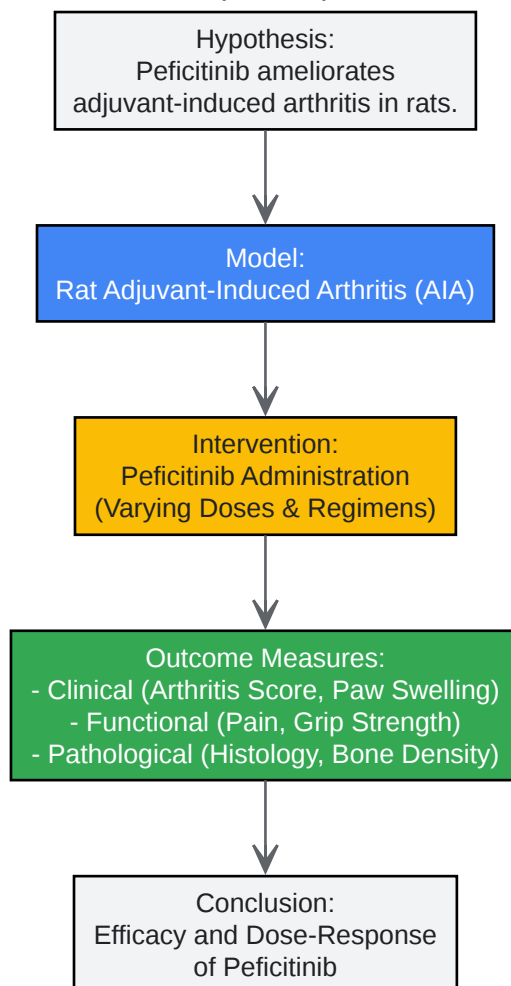 Hypothesis:
Peficitinib ameliorates
adjuvant-induced arthritis in rats.
Model:
Rat Adjuvant-Induced Arthritis (AIA)
Intervention:
Peficitinib Administration
(Varying Doses & Regimens)
Outcome Measures:
- Clinical (Arthritis Score, Paw Swelling)
- Functional (Pain, Grip Strength)
- Pathological (Histology, Bone Density)
Conclusion:
Efficacy and Dose-Response
of Peficitinib